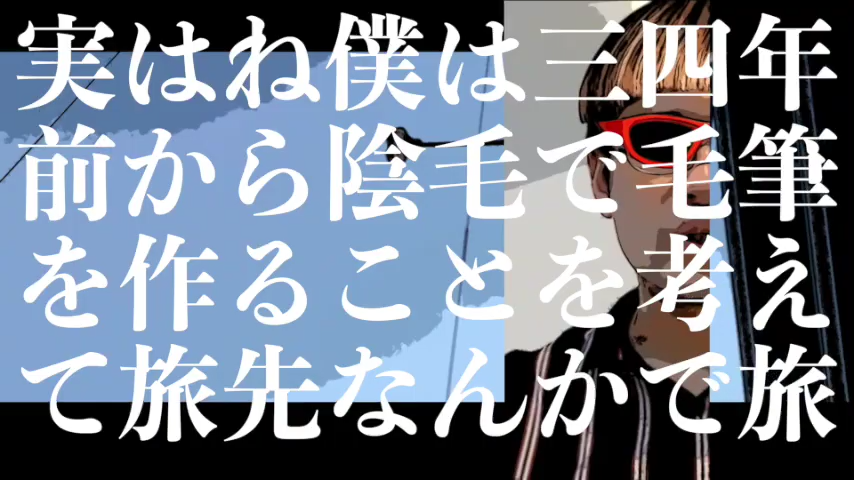 実はね僕は三四年
前から陰毛で毛筆
を作ることを考え
て旅先なんかで旅